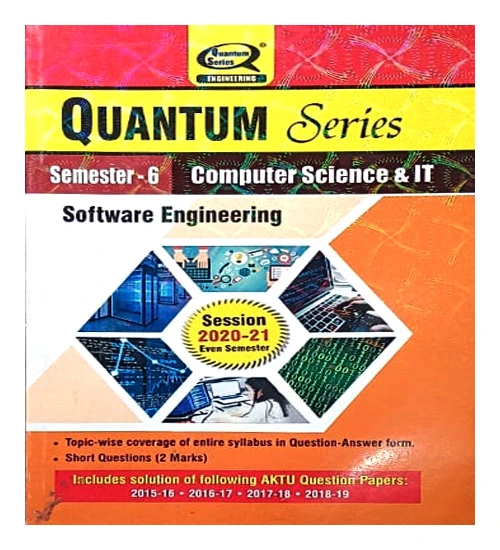 Quantum
Series
ENGINEERING
QUANTUM Series
Semester - 6 Computer Science & IT
Software Engineering
Session
2020-21
Even Semester
• Topic-wise coverage of entire syllabus in Question-Answer form.
• Short Questions (2 Marks)
Includes solution of following AKTU Question Papers:
2015-16 • 2016-17 • 2017-18 • 2018-19